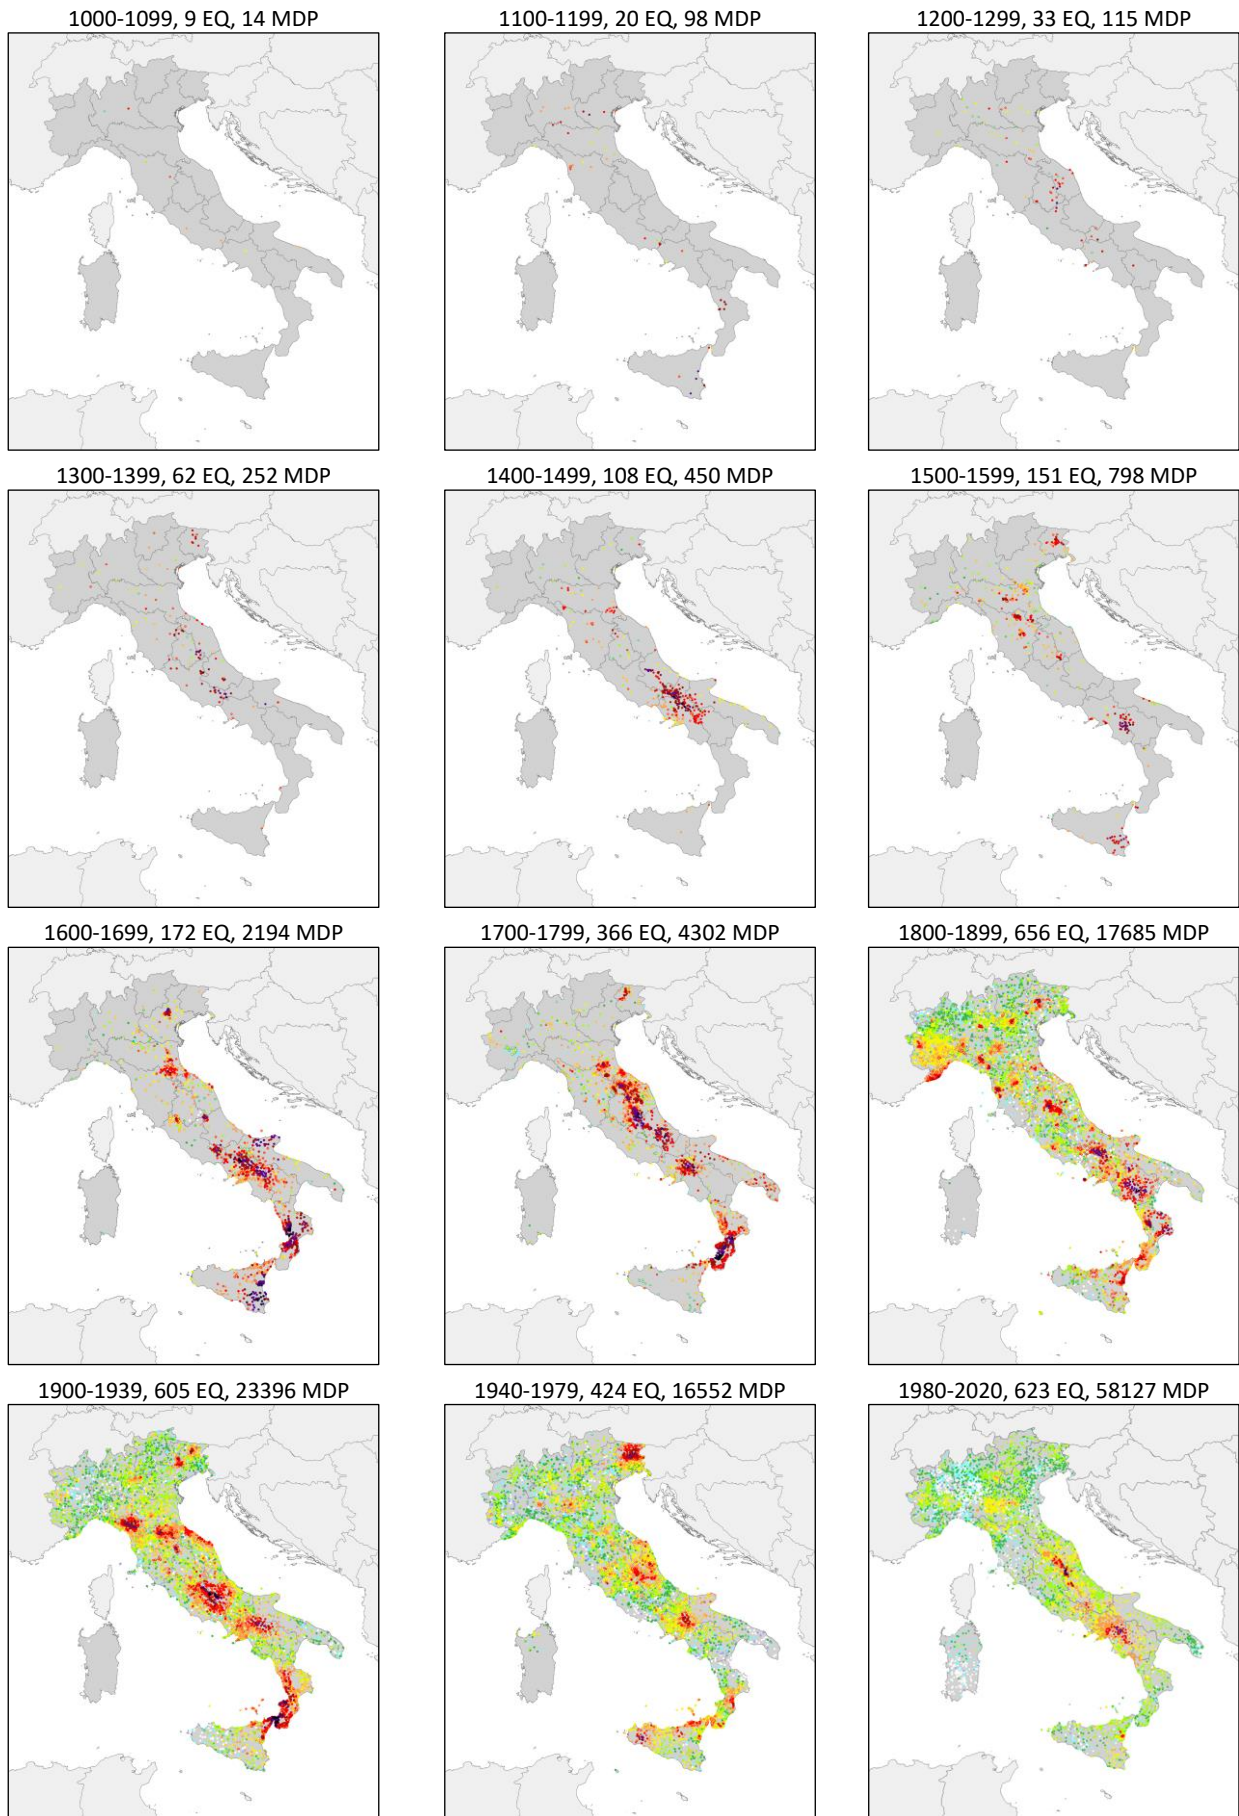 1000-1099, 9 EQ, 14 MDP
1100-1199, 20 EQ, 98 MDP
1200-1299, 33 EQ, 115 MDP
1300-1399, 62 EQ, 252 MDP
1400-1499, 108 EQ, 450 MDP
1500-1599, 151 EQ, 798 MDP
1600-1699, 172 EQ, 2194 MDP
1700-1799, 366 EQ, 4302 MDP
1800-1899, 656 EQ, 17685 MDP
1900-1939, 605 EQ, 23396 MDP
1940-1979, 424 EQ, 16552 MDP
1980-2020, 623 EQ, 58127 MDP